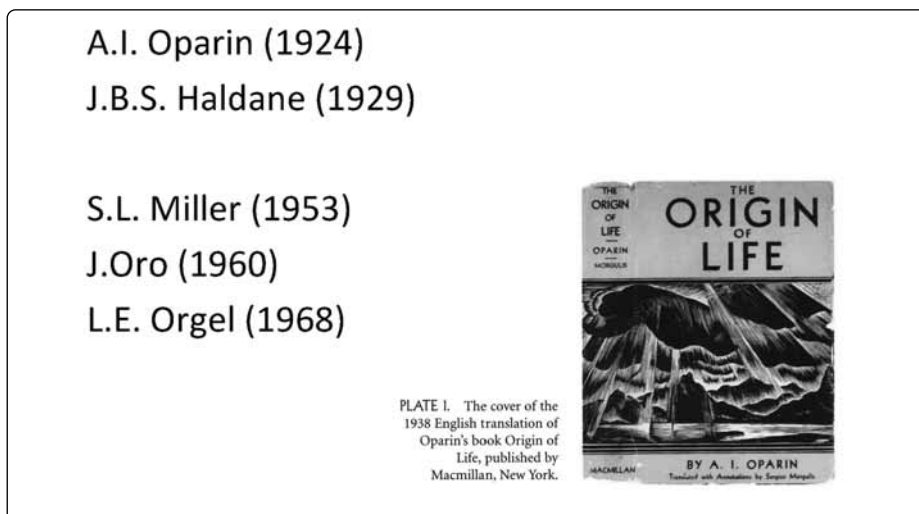 A.I. Oparin (1924)
J.B.S. Haldane (1929)
S.L. Miller (1953)
J.Oro (1960)
L.E. Orgel (1968)
PLATE 1. The cover of the
1938 English translation of
Oparin's book Origin of
Life, published by
Macmillan, New York.
THE
ORIGIN
OF
LIFE
OPARIN
MORGULIS
MACMILLAN
THE
ORIGIN
OF
LIFE
BY A. I. OPARIN
Translated with Annotations by Sergius Morgulis